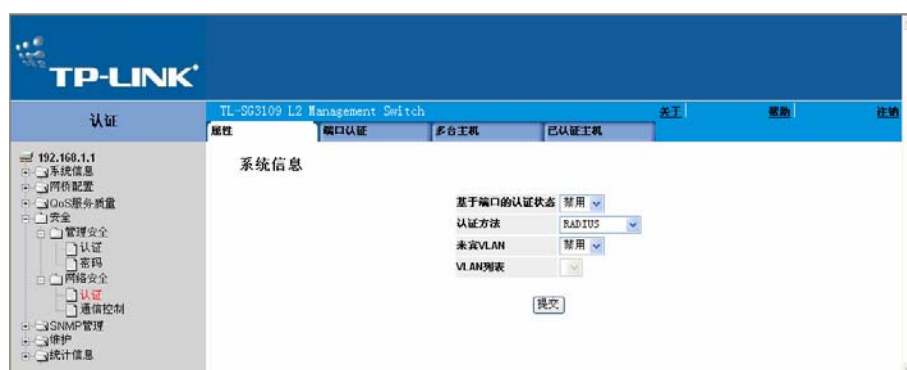 TP-LINK
认证
TL-SG3109 L2 Management Switch
关于
帮助
注销
属性
端口认证
多台主机
已认证主机
192.168.1.1
系统信息
网桥配置
QoS服务质量
安全
管理安全
认证
密码
网络安全
认证
通信控制
SNMP管理
维护
统计信息
系统信息
基于端口的认证状态 禁用
认证方法 RADIUS
来宾VLAN 禁用
VLAN列表
提交